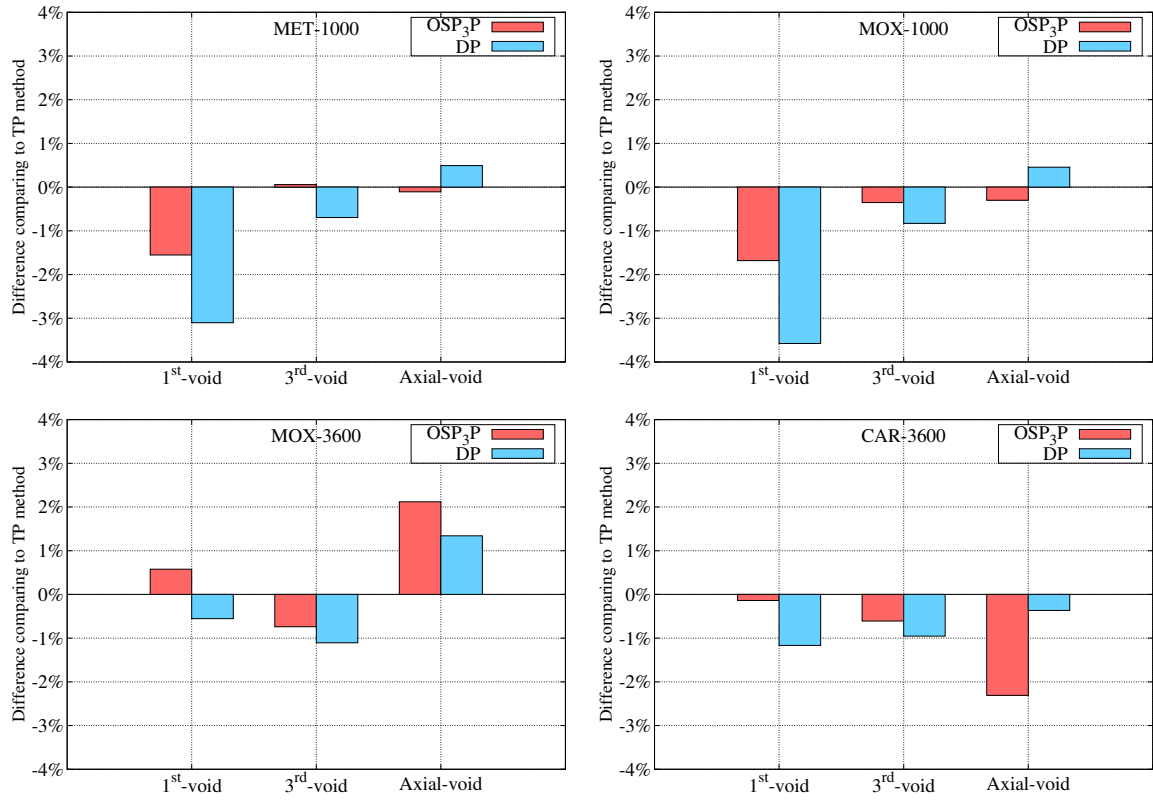 MET-1000
OSP₃P
DP
Difference comparing to TP method
4%
3%
2%
1%
0%
-1%
-2%
-3%
-4%
1ˢᵗ-void
3ʳᵈ-void
Axial-void
MOX-1000
OSP₃P
DP
Difference comparing to TP method
4%
3%
2%
1%
0%
-1%
-2%
-3%
-4%
1ˢᵗ-void
3ʳᵈ-void
Axial-void
MOX-3600
OSP₃P
DP
Difference comparing to TP method
4%
3%
2%
1%
0%
-1%
-2%
-3%
-4%
1ˢᵗ-void
3ʳᵈ-void
Axial-void
CAR-3600
OSP₃P
DP
Difference comparing to TP method
4%
3%
2%
1%
0%
-1%
-2%
-3%
-4%
1ˢᵗ-void
3ʳᵈ-void
Axial-void